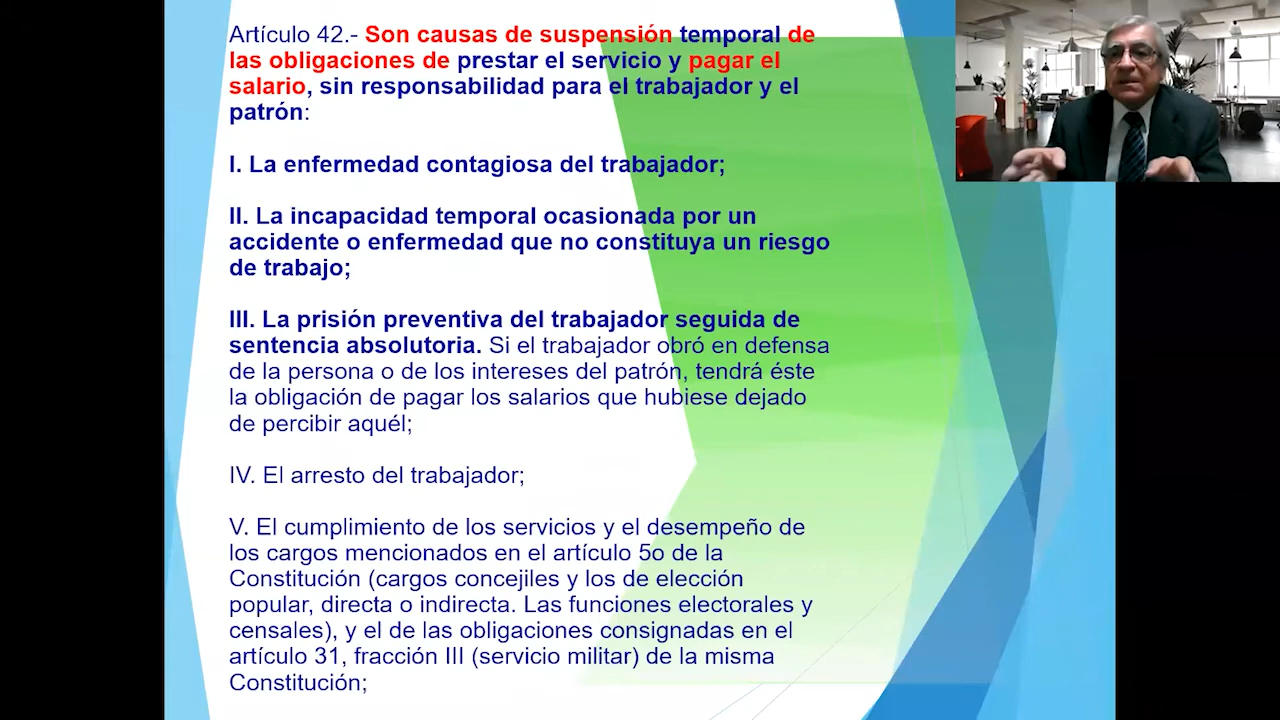 Artículo 42.- Son causas de suspensión temporal de
las obligaciones de prestar el servicio y pagar el
salario, sin responsabilidad para el trabajador y el
patrón:
I. La enfermedad contagiosa del trabajador;
II. La incapacidad temporal ocasionada por un
accidente o enfermedad que no constituya un riesgo
de trabajo;
III. La prisión preventiva del trabajador seguida de
sentencia absolutoria. Si el trabajador obró en defensa
de la persona o de los intereses del patrón, tendrá éste
la obligación de pagar los salarios que hubiese dejado
de percibir aquél;
IV. El arresto del trabajador;
V. El cumplimiento de los servicios y el desempeño de
los cargos mencionados en el artículo 5o de la
Constitución (cargos concejiles y los de elección
popular, directa o indirecta. Las funciones electorales y
censales), y el de las obligaciones consignadas en el
artículo 31, fracción III (servicio militar) de la misma
Constitución;